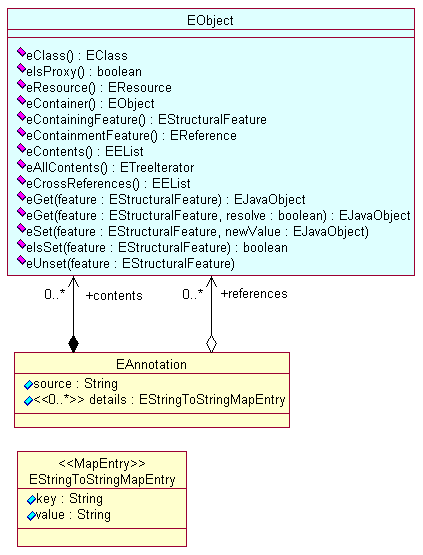 EObject
eClass() : EClass
eIsProxy() : boolean
eResource() : EResource
eContainer() : EObject
eContainingFeature() : EStructuralFeature
eContainmentFeature() : EReference
eContents() : EEList
eAllContents() : ETreeIterator
eCrossReferences() : EEList
eGet(feature : EStructuralFeature) : EJavaObject
eGet(feature : EStructuralFeature, resolve : boolean) : EJavaObject
eSet(feature : EStructuralFeature, newValue : EJavaObject)
eIsSet(feature : EStructuralFeature) : boolean
eUnset(feature : EStructuralFeature)
0..* +contents 0..* +references
EAnnotation
source : String
<<0..*>> details : EStringToStringMapEntry
<<MapEntry>>
EStringToStringMapEntry
key : String
value : String